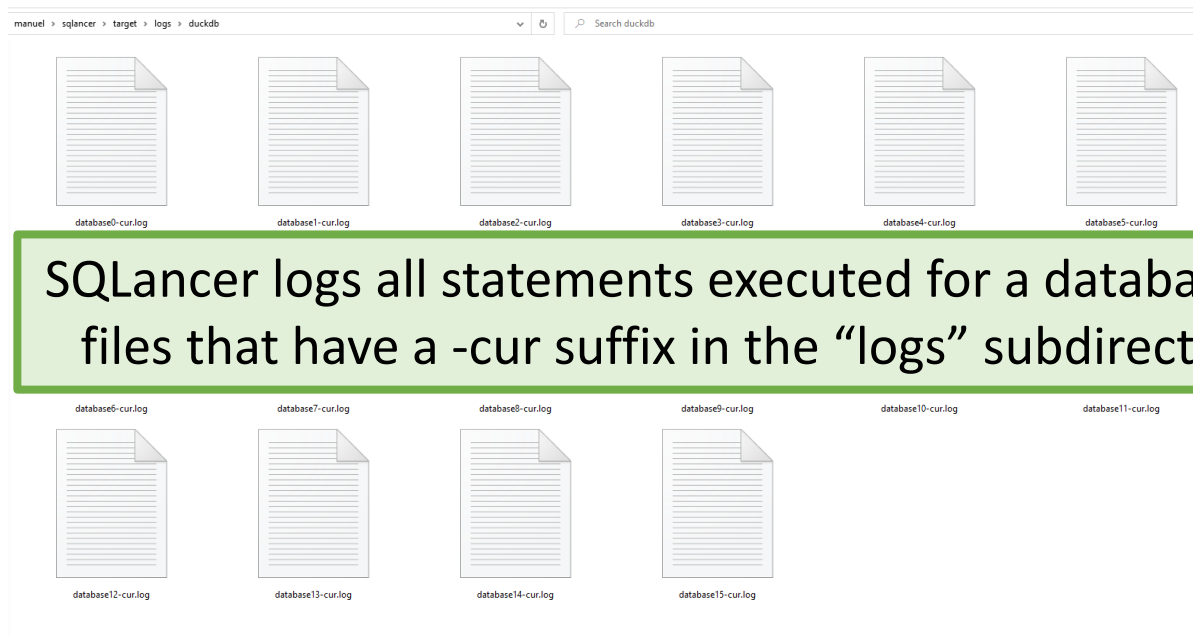 manuel > sqlancer > target > logs > duckdb
Search duckdb
database0-cur.log database1-cur.log database2-cur.log database3-cur.log database4-cur.log database5-cur.log
SQLancer logs all statements executed for a databa
files that have a -cur suffix in the “logs” subdirect
database6-cur.log database7-cur.log database8-cur.log database9-cur.log database10-cur.log database11-cur.log
database12-cur.log database13-cur.log database14-cur.log database15-cur.log